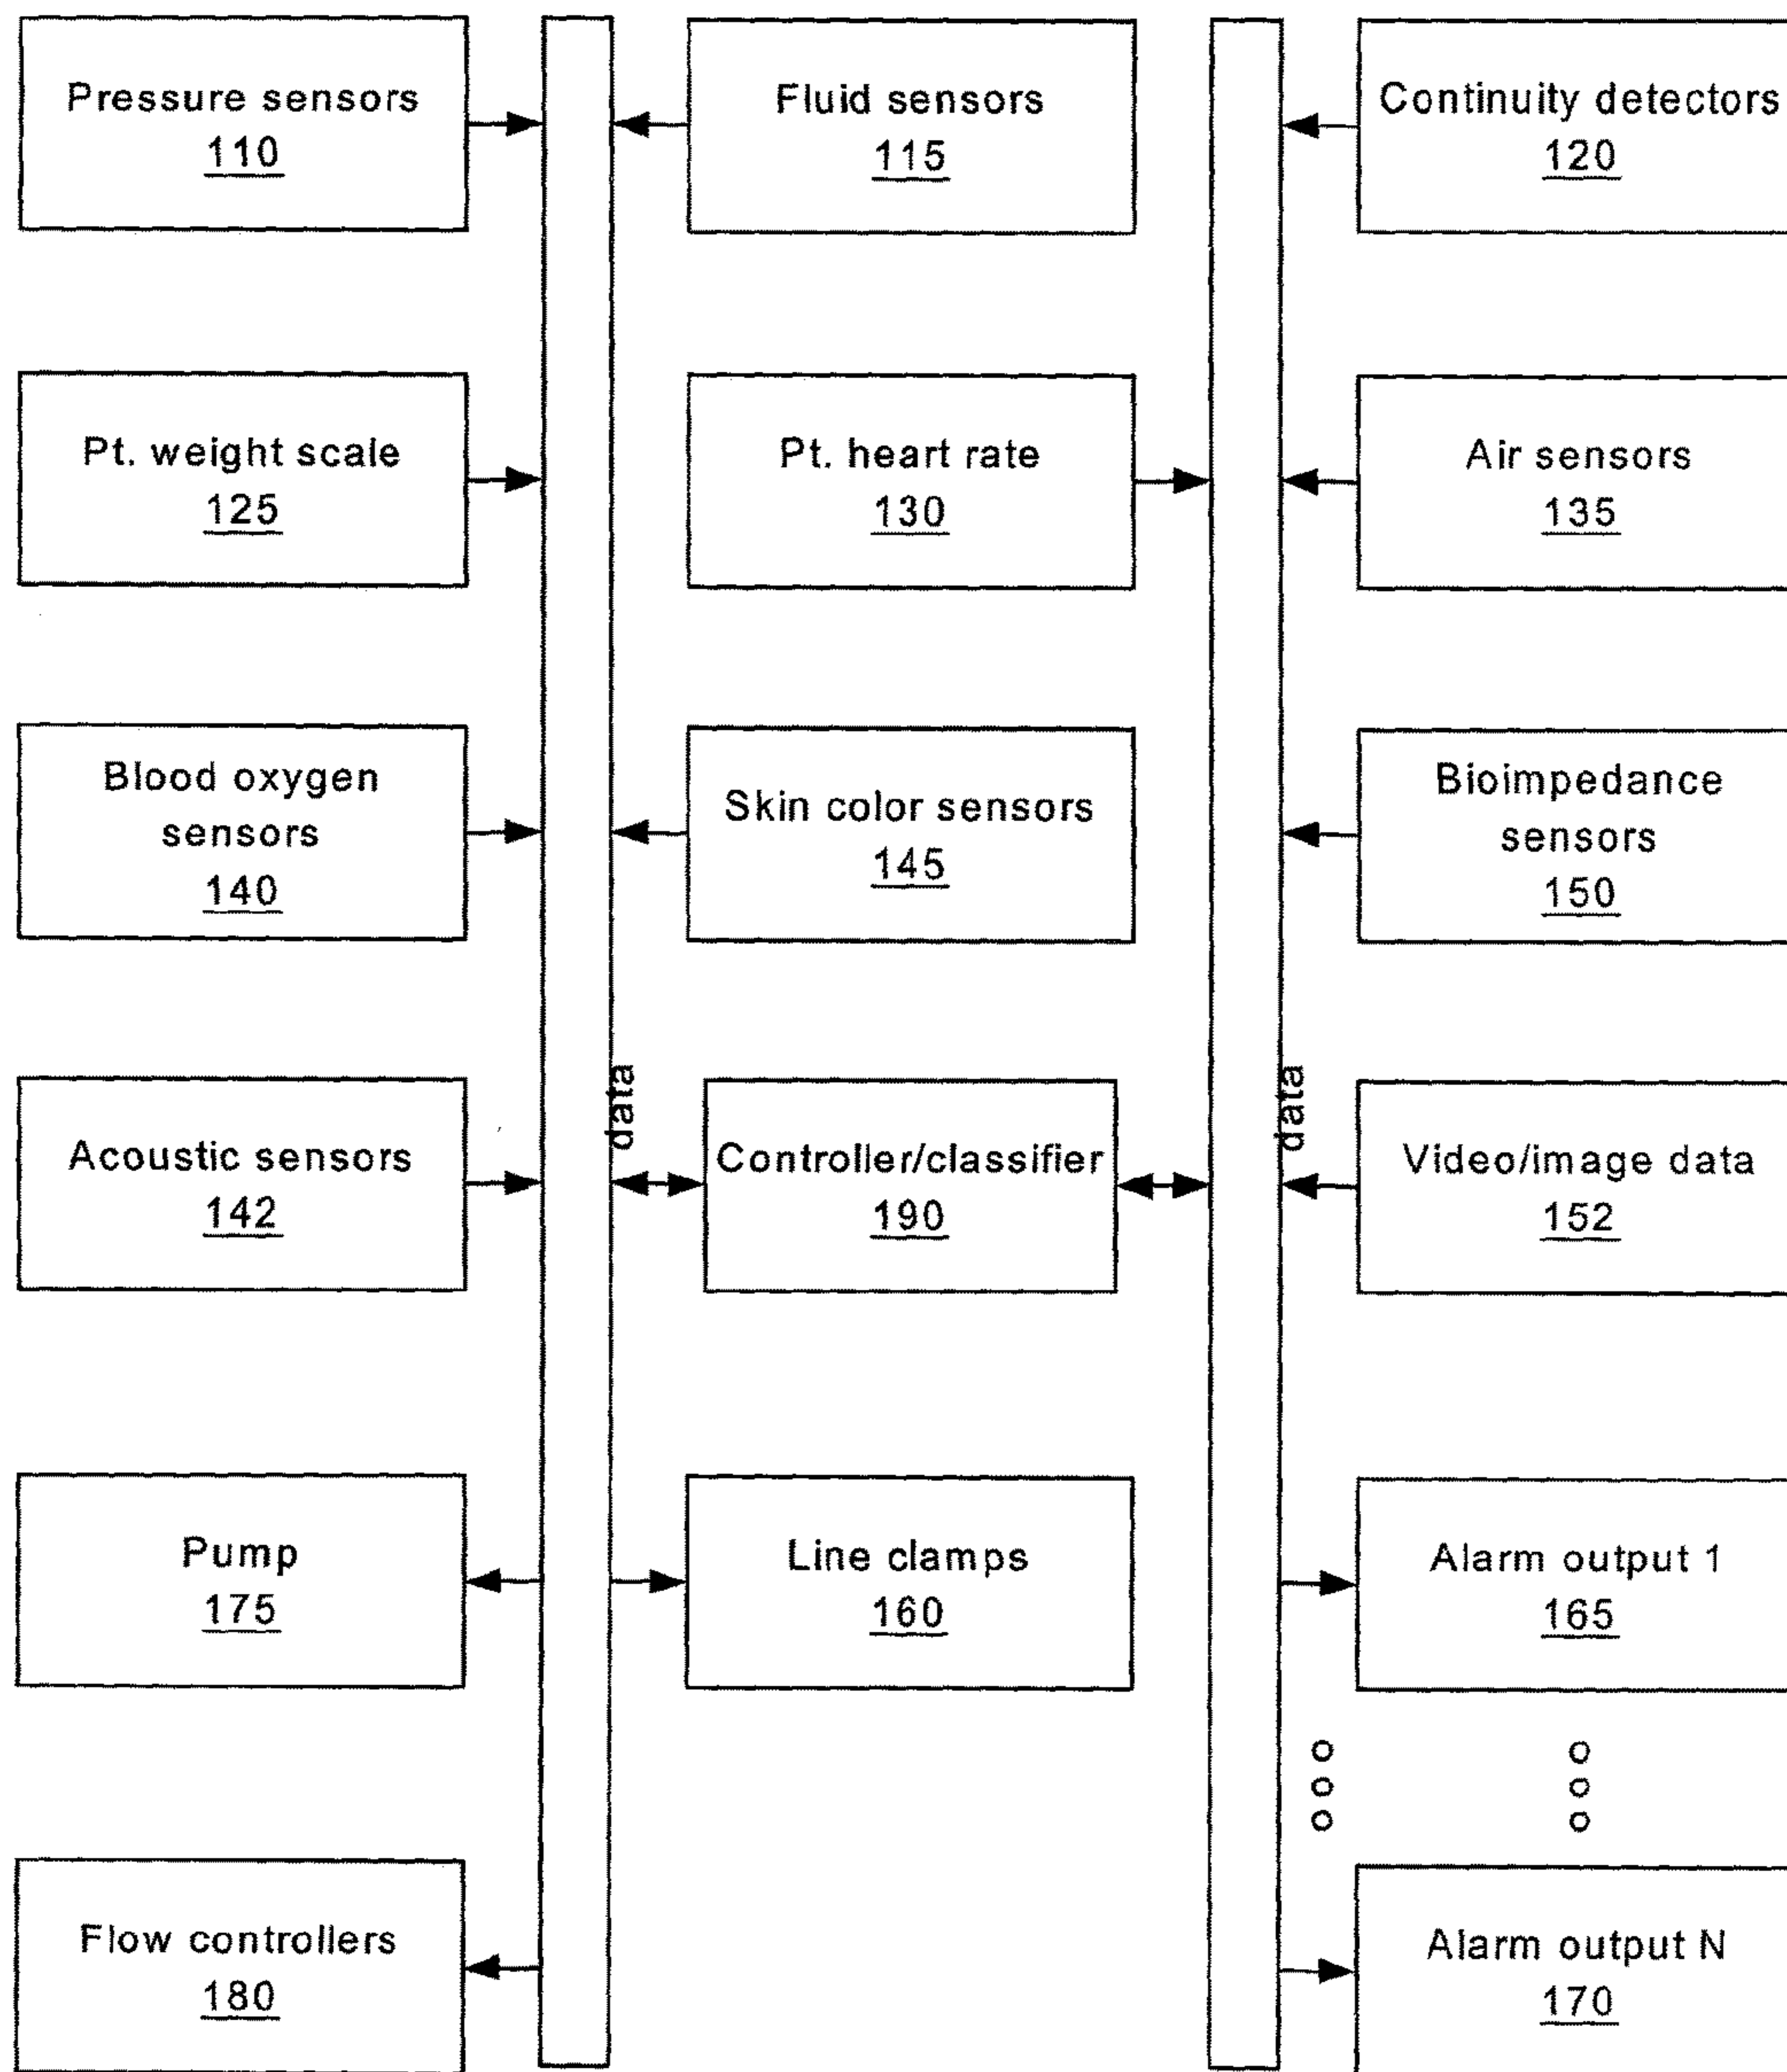 Pressure sensors
110
Fluid sensors
115
Continuity detectors
120
Pt. weight scale
125
Pt. heart rate
130
Air sensors
135
Blood oxygen
sensors
140
Skin color sensors
145
Bioimpedance
sensors
150
Acoustic sensors
142
data
Controller/classifier
190
data
Video/image data
152
Pump
175
Line clamps
160
Alarm output 1
165
Flow controllers
180
Alarm output N
170